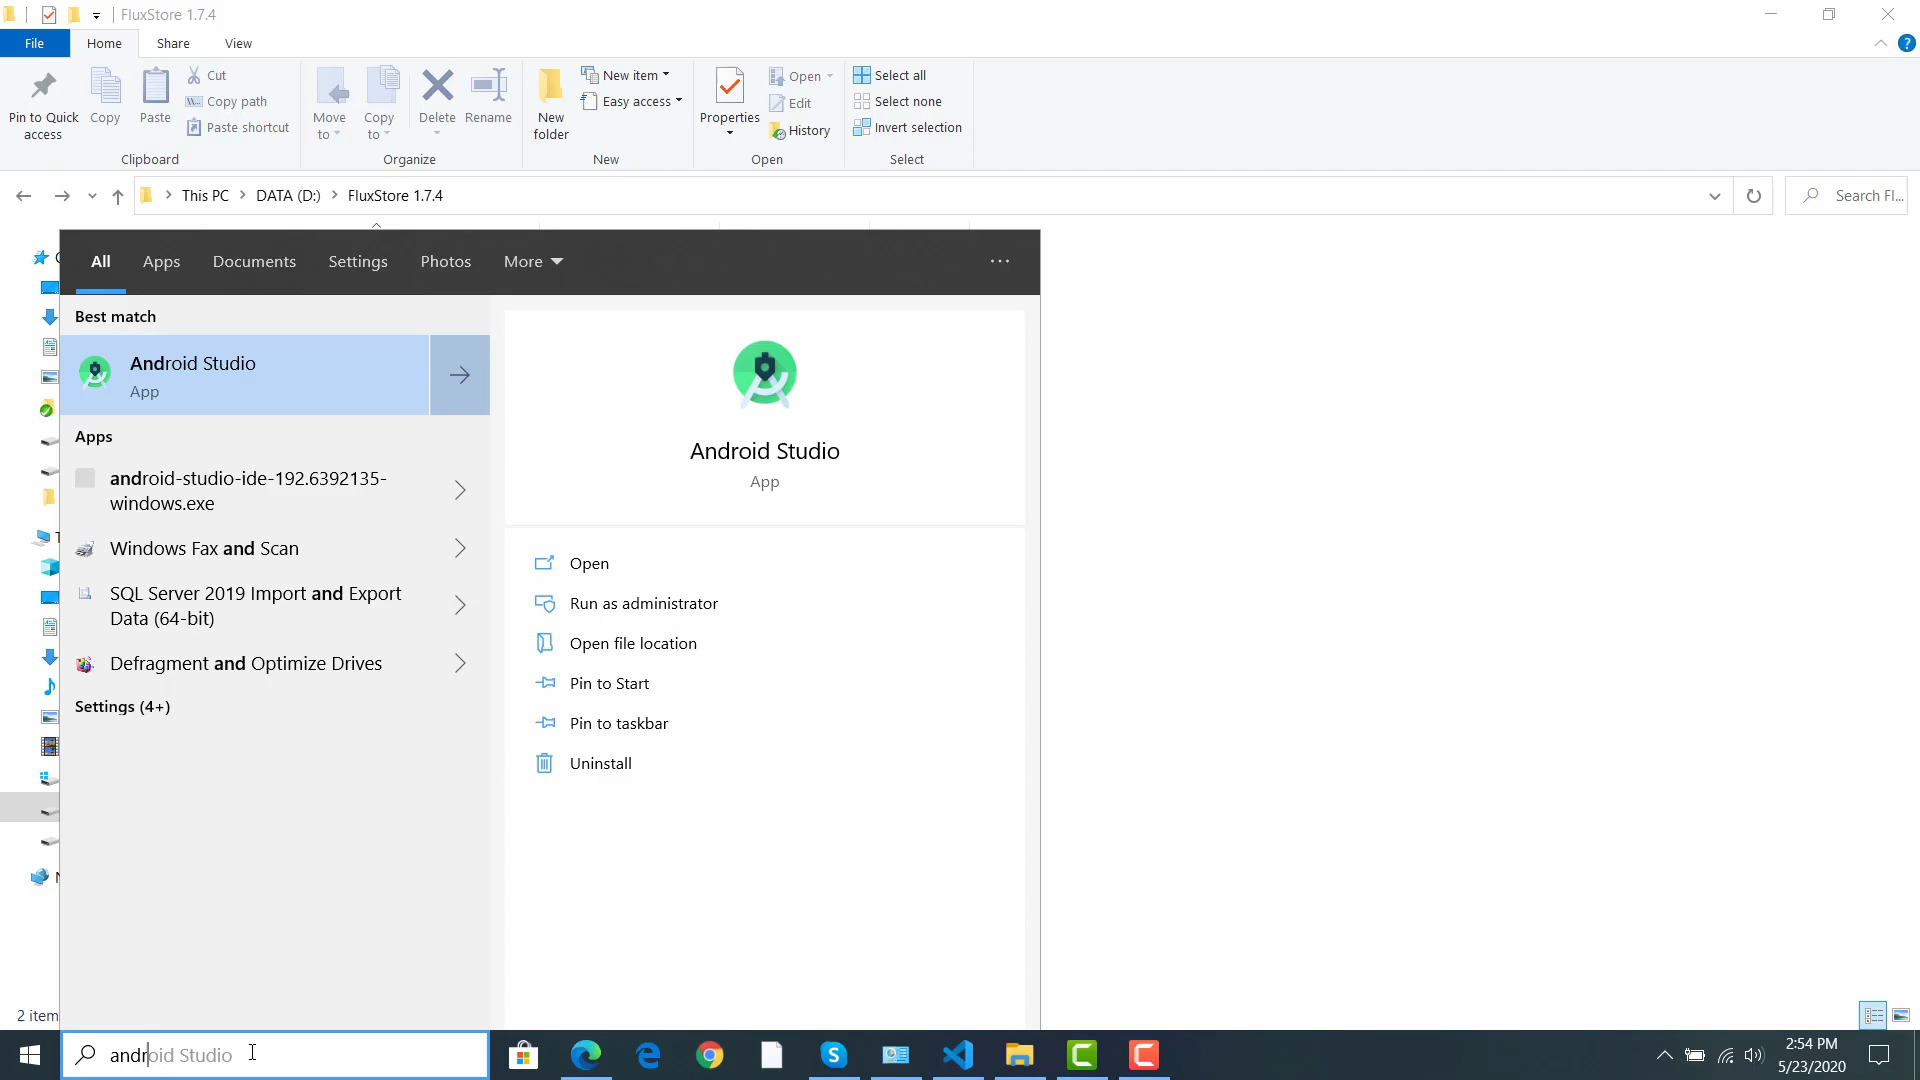 FluxStore 1.7.4
File Home Share View
Pin to Quick access
Copy
Paste
Cut
Copy path
Paste shortcut
Clipboard
Move to
Copy to
Delete
Rename
Organize
New folder
New item
Easy access
New
Properties
Open
Edit
History
Open
Select all
Select none
Invert selection
Select
This PC DATA (D:) FluxStore 1.7.4
Search Fl...
All Apps Documents Settings Photos More
Best match
Android Studio
App
Apps
android-studio-ide-192.6392135-
windows.exe
Windows Fax and Scan
SQL Server 2019 Import and Export
Data (64-bit)
Defragment and Optimize Drives
Settings (4+)
Android Studio
App
Open
Run as administrator
Open file location
Pin to Start
Pin to taskbar
Uninstall
2 item
android Studio
2:54 PM
5/23/2020